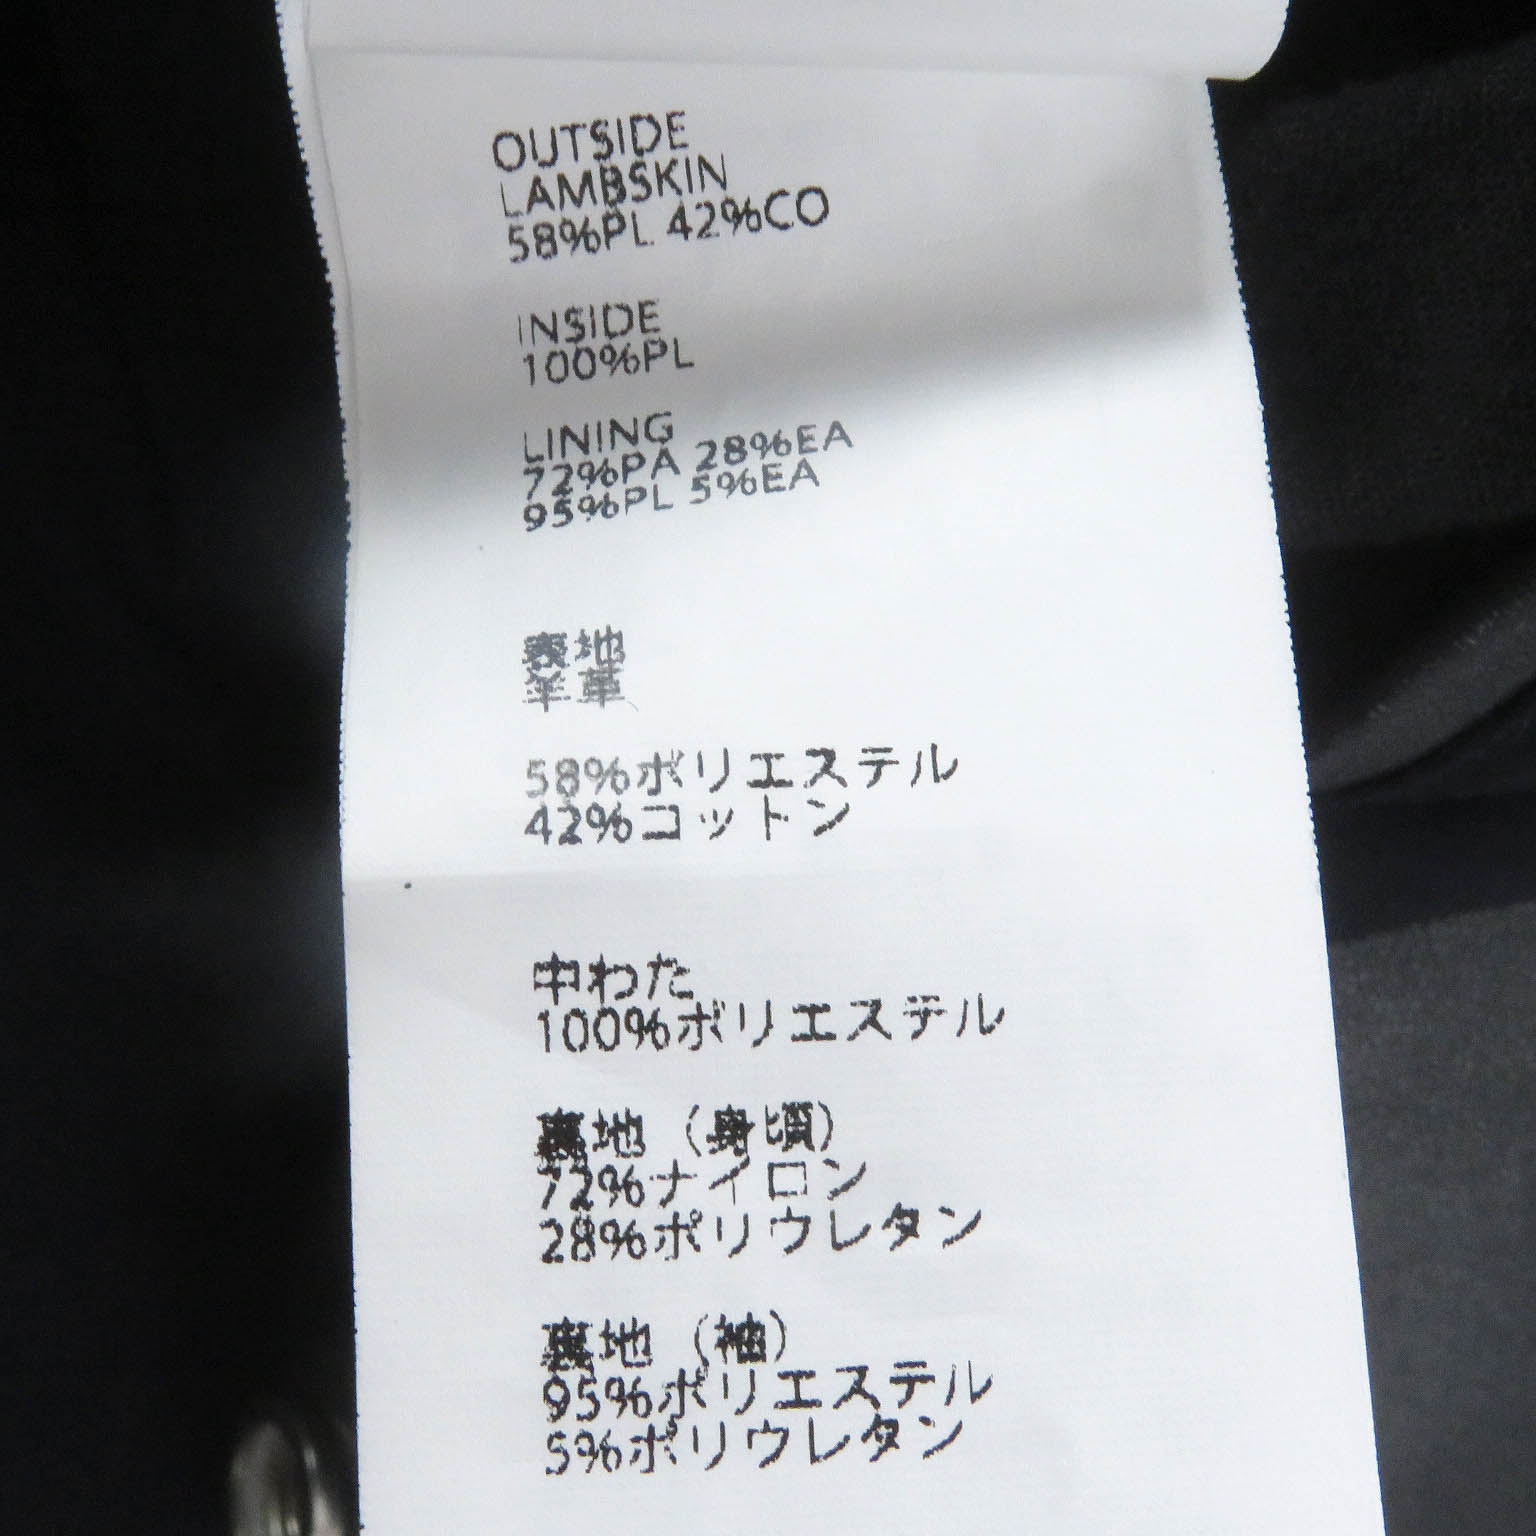 OUTSIDE
LAMBSKIN
58%PL 42%CO
INSIDE
100%PL
LINING
72%PA 28%EA
95%PL 5%EA
表地
羊革
58%ポリエステル
42%コットン
中わた
100%ポリエステル
裏地（身頃）
72%ナイロン
28%ポリウレタン
裏地（袖）
95%ポリエステル
5%ポリウレタン